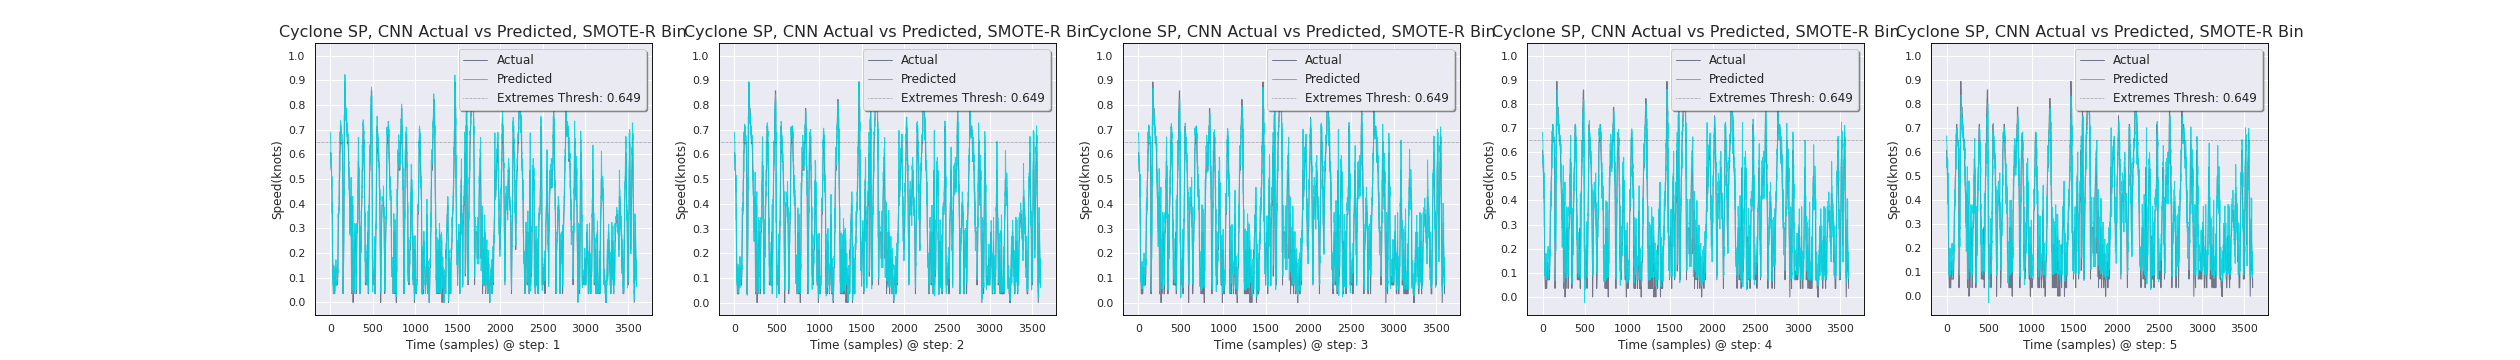 Cyclone SP, CNN Actual vs Predicted, SMOTE-R Bin
1.0
0.9
0.8
0.7
0.6
0.5
0.4
0.3
0.2
0.1
0.0
Speed(knots)
Actual
Predicted
Extremes Thresh: 0.649
0 500 1000 1500 2000 2500 3000 3500
Time (samples) @ step: 1
Cyclone SP, CNN Actual vs Predicted, SMOTE-R Bin
1.0
0.9
0.8
0.7
0.6
0.5
0.4
0.3
0.2
0.1
0.0
Speed(knots)
Actual
Predicted
Extremes Thresh: 0.649
0 500 1000 1500 2000 2500 3000 3500
Time (samples) @ step: 2
Cyclone SP, CNN Actual vs Predicted, SMOTE-R Bin
1.0
0.9
0.8
0.7
0.6
0.5
0.4
0.3
0.2
0.1
0.0
Speed(knots)
Actual
Predicted
Extremes Thresh: 0.649
0 500 1000 1500 2000 2500 3000 3500
Time (samples) @ step: 3
Cyclone SP, CNN Actual vs Predicted, SMOTE-R Bin
1.0
0.9
0.8
0.7
0.6
0.5
0.4
0.3
0.2
0.1
0.0
Speed(knots)
Actual
Predicted
Extremes Thresh: 0.649
0 500 1000 1500 2000 2500 3000 3500
Time (samples) @ step: 4
Cyclone SP, CNN Actual vs Predicted, SMOTE-R Bin
1.0
0.9
0.8
0.7
0.6
0.5
0.4
0.3
0.2
0.1
0.0
Speed(knots)
Actual
Predicted
Extremes Thresh: 0.649
0 500 1000 1500 2000 2500 3000 3500
Time (samples) @ step: 5